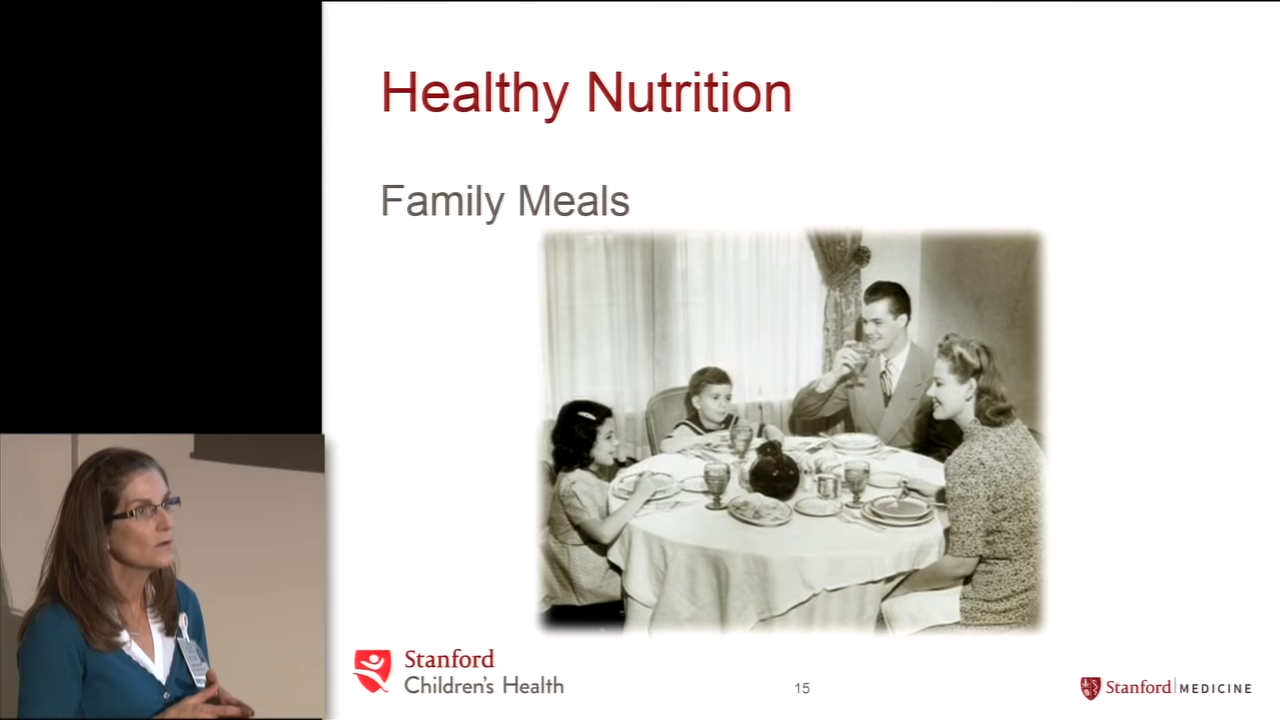 Healthy Nutrition
Family Meals
Stanford
Children's Health
15
Stanford MEDICINE